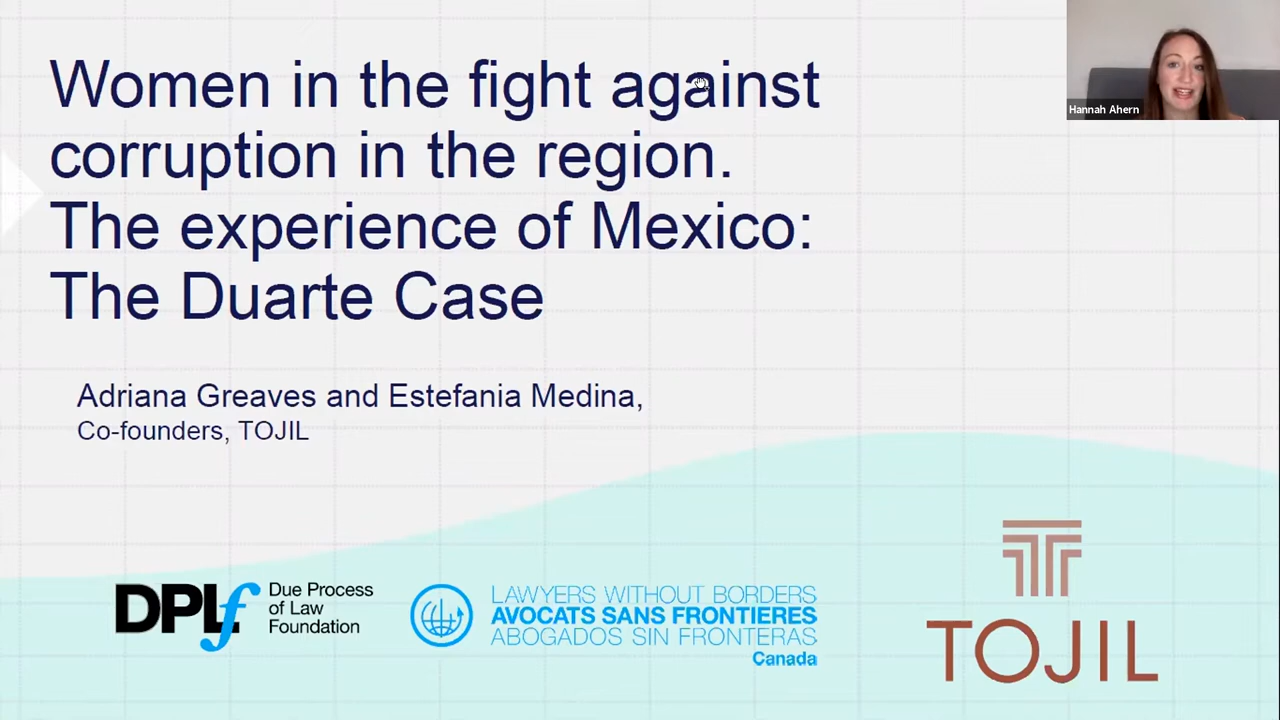 Women in the fight against
corruption in the region.
The experience of Mexico:
The Duarte Case
Hannah Ahern
Adriana Greaves and Estefania Medina,
Co-founders, TOJIL
DPLf
Due Process
of Law
Foundation
LAWYERS WITHOUT BORDERS
AVOCATS SANS FRONTIERES
ABOGADOS SIN FRONTERAS
Canada
TOJIL